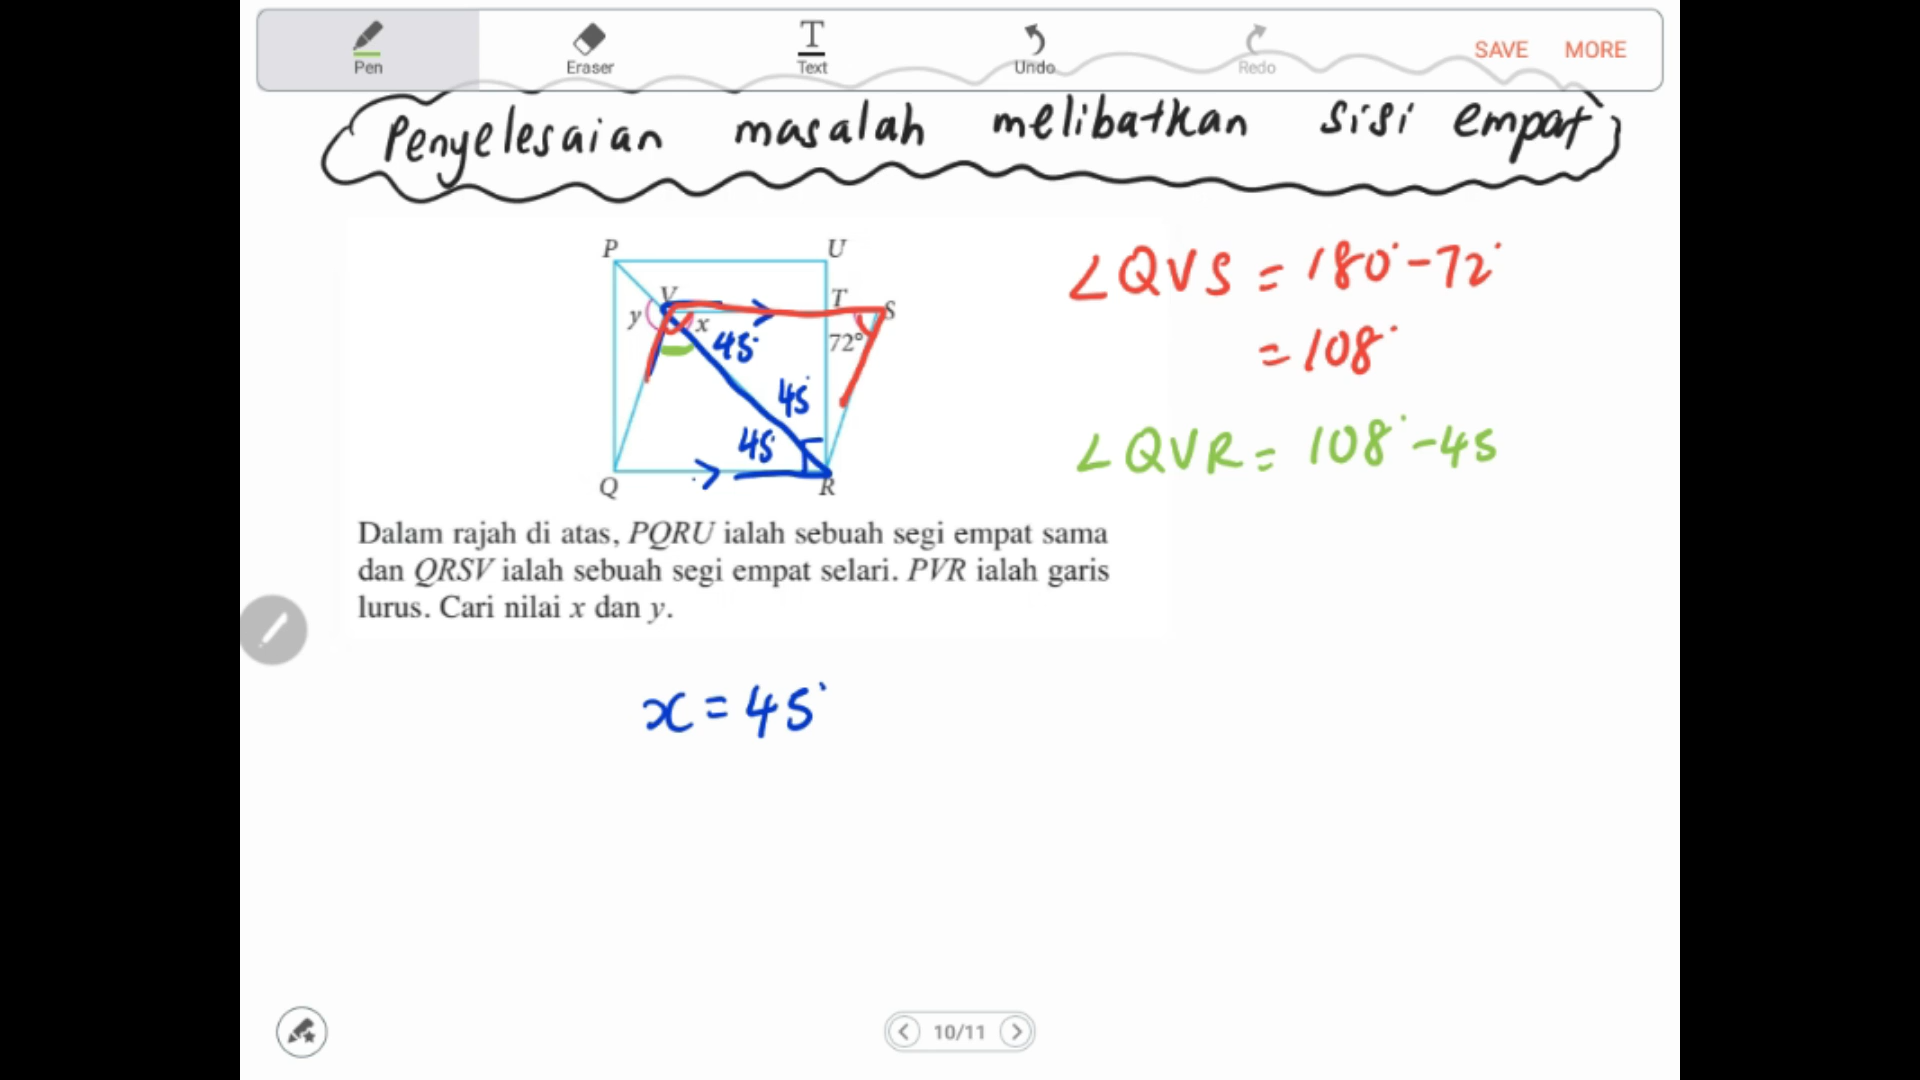 Pen Eraser Text Undo Redo SAVE MORE
Penyelesaian masalah melibatkan sisi empat
P U
V T S
y x 72°
45°
45°
45°
Q R
∠QVS = 180° - 72°
= 108°
∠QVR = 108° - 45
Dalam rajah di atas, PQRU ialah sebuah segi empat sama
dan QRSV ialah sebuah segi empat selari. PVR ialah garis
lurus. Cari nilai x dan y.
x = 45°
10/11